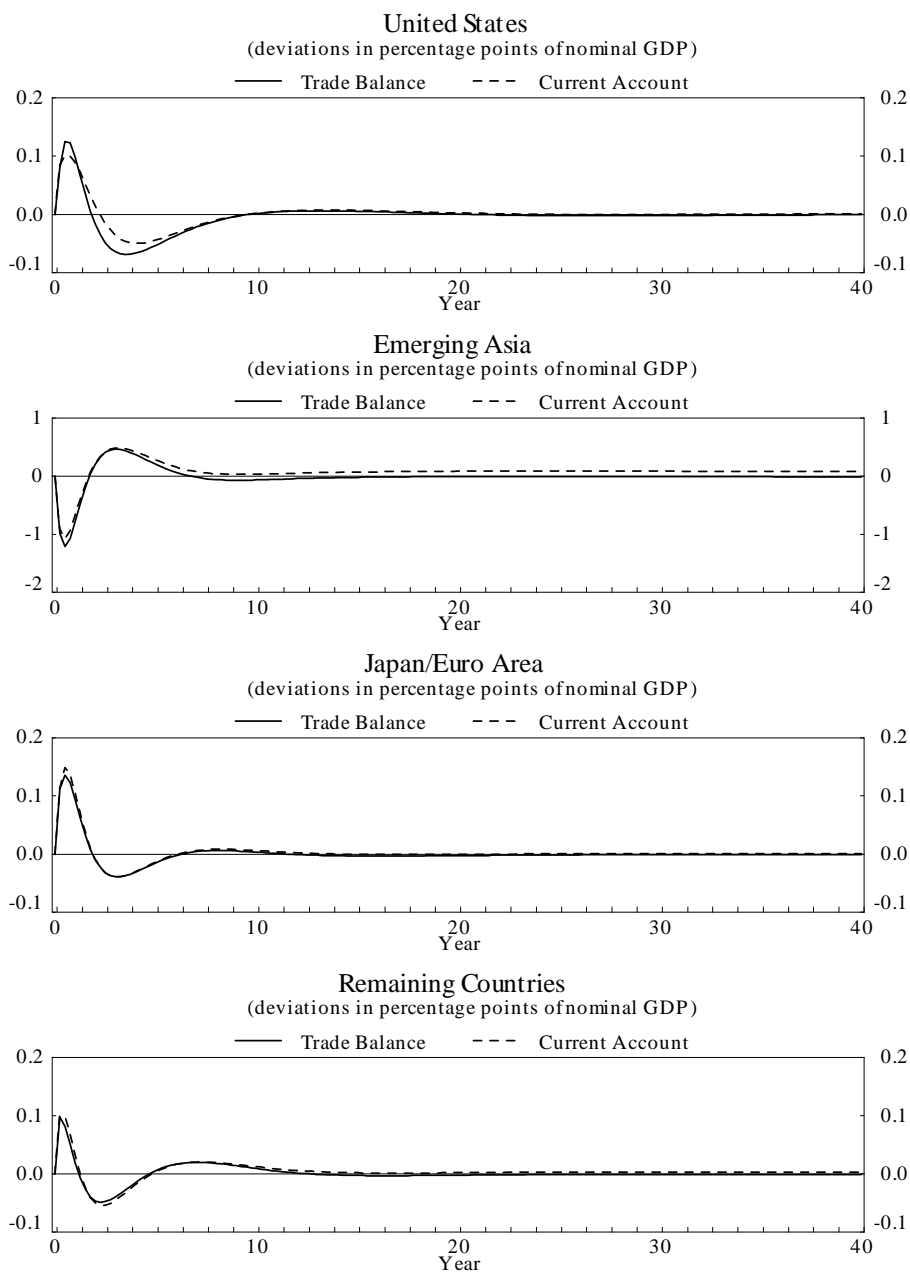 United States
(deviations in percentage points of nominal GDP)
Trade Balance Current Account
0.2 0.2
0.1 0.1
0.0 0.0
-0.1 -0.1
0 10 20 30 40
Year
Emerging Asia
(deviations in percentage points of nominal GDP)
Trade Balance Current Account
1 1
0 0
-1 -1
-2 -2
0 10 20 30 40
Year
Japan/Euro Area
(deviations in percentage points of nominal GDP)
Trade Balance Current Account
0.2 0.2
0.1 0.1
0.0 0.0
-0.1 -0.1
0 10 20 30 40
Year
Remaining Countries
(deviations in percentage points of nominal GDP)
Trade Balance Current Account
0.2 0.2
0.1 0.1
0.0 0.0
-0.1 -0.1
0 10 20 30 40
Year